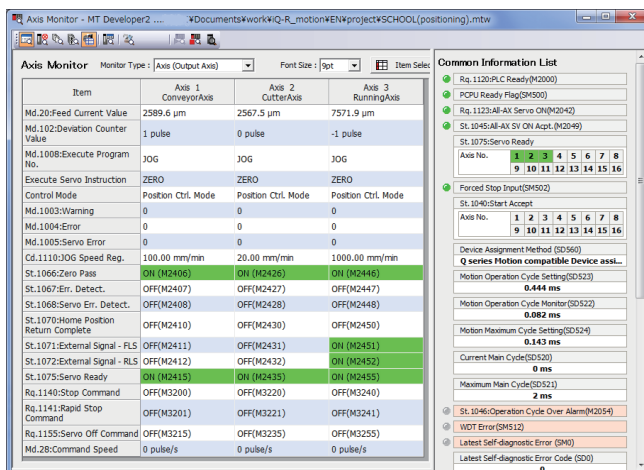 Axis Monitor - MT Developer2 .... :¥Documents¥work¥iQ-R_motion¥EN¥project¥SCHOOL(positioning).mtw
Axis Monitor Monitor Type : Axis (Output Axis) Font Size : 9pt Item Selec
Item Axis 1 ConveyorAxis Axis 2 CutterAxis Axis 3 RunningAxis
Md.20:Feed Current Value 2589.6 µm 2567.5 µm 7571.9 µm
Md.102:Deviation Counter Value 1 pulse 0 pulse -1 pulse
Md.1008:Execute Program No. JOG JOG JOG
Execute Servo Instruction ZERO ZERO ZERO
Control Mode Position Ctrl. Mode Position Ctrl. Mode Position Ctrl. Mode
Md.1003:Warning 0 0 0
Md.1004:Error 0 0 0
Md.1005:Servo Error 0 0 0
Cd.1110:JOG Speed Reg. 100.00 mm/min 20.00 mm/min 1000.00 mm/min
St.1066:Zero Pass ON (M2406) ON (M2426) ON (M2446)
St.1067:Err. Detect. OFF(M2407) OFF(M2427) OFF(M2447)
St.1068:Servo Err. Detect. OFF(M2408) OFF(M2428) OFF(M2448)
St.1070:Home Position Return Complete OFF(M2410) OFF(M2430) OFF(M2450)
St.1071:External Signal - FLS OFF(M2411) OFF(M2431) ON (M2451)
St.1072:External Signal - RLS OFF(M2412) OFF(M2432) ON (M2452)
St.1075:Servo Ready ON (M2415) ON (M2435) ON (M2455)
Rq.1140:Stop Command OFF(M3200) OFF(M3220) OFF(M3240)
Rq.1141:Rapid Stop Command OFF(M3201) OFF(M3221) OFF(M3241)
Rq.1155:Servo Off Command OFF(M3215) OFF(M3235) OFF(M3255)
Md.28:Command Speed 0 pulse/s 0 pulse/s 0 pulse/s
Common Information List
Rq.1120:PLC Ready(M2000)
PCPU Ready Flag(SM500)
Rq.1123:All-AX Servo ON(M2042)
St.1045:All-AX SV ON Acpt.(M2049)
St.1075:Servo Ready
Axis No. 1 2 3 4 5 6 7 8
9 10 11 12 13 14 15 16
Forced Stop Input(SM502)
St.1040:Start Accept
Axis No. 1 2 3 4 5 6 7 8
9 10 11 12 13 14 15 16
Device Assignment Method (SD560)
Q series Motion compatible Device assi...
Motion Operation Cycle Setting(SD523)
0.444 ms
Motion Operation Cycle Monitor(SD522)
0.082 ms
Motion Maximum Cycle Setting(SD524)
0.143 ms
Current Main Cycle(SD520)
0 ms
Maximum Main Cycle(SD521)
2 ms
St.1046:Operation Cycle Over Alarm(M2054)
WDT Error(SM512)
Latest Self-diagnostic Error (SM0)
Latest Self-diagnostic Error Code (SD0)
0